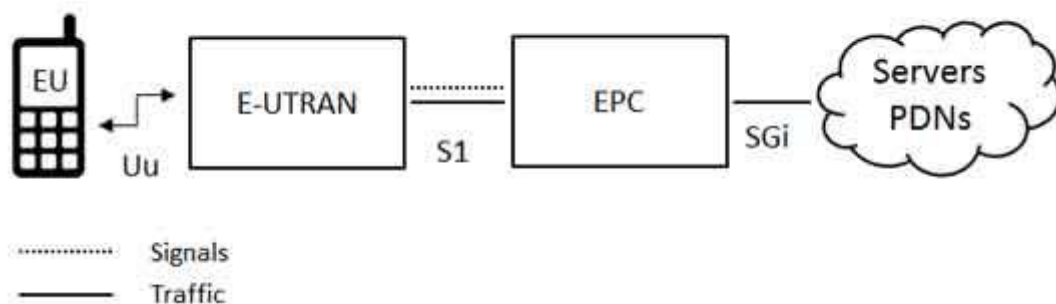 EU
Uu
E-UTRAN
S1
EPC
SGi
Servers
PDNs
Signals
Traffic